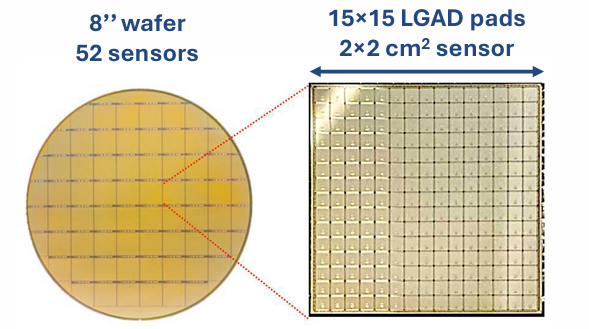 8’’ wafer
52 sensors
15×15 LGAD pads
2×2 cm² sensor